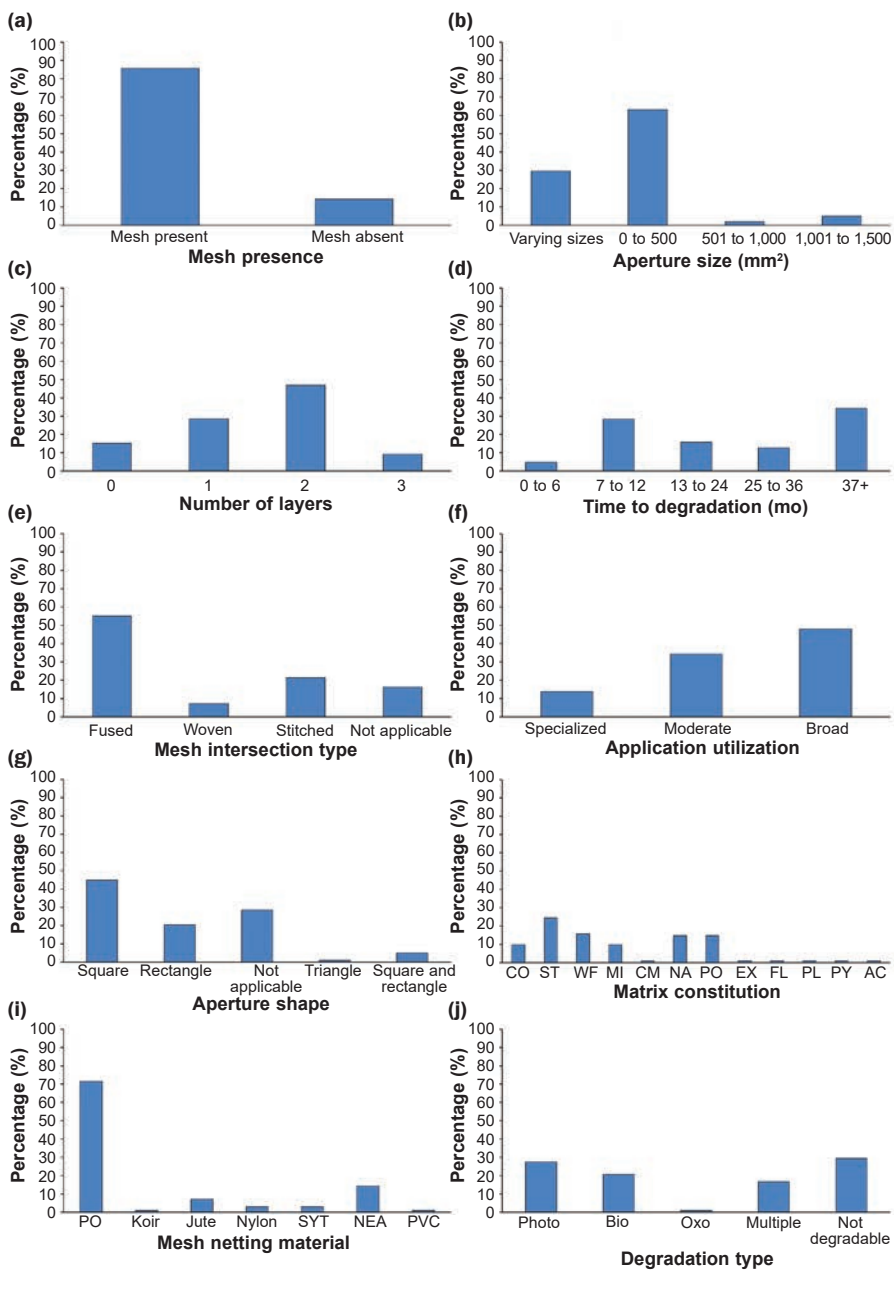 (a)
100
90
80
70
60
50
40
30
20
10
0
Percentage (%)
Mesh present Mesh absent
Mesh presence
(b)
100
90
80
70
60
50
40
30
20
10
0
Percentage (%)
Varying sizes 0 to 500 501 to 1,000 1,001 to 1,500
Aperture size (mm²)
(c)
100
90
80
70
60
50
40
30
20
10
0
Percentage (%)
0 1 2 3
Number of layers
(d)
100
90
80
70
60
50
40
30
20
10
0
Percentage (%)
0 to 6 7 to 12 13 to 24 25 to 36 37+
Time to degradation (mo)
(e)
100
90
80
70
60
50
40
30
20
10
0
Percentage (%)
Fused Woven Stitched Not applicable
Mesh intersection type
(f)
100
90
80
70
60
50
40
30
20
10
0
Percentage (%)
Specialized Moderate Broad
Application utilization
(g)
100
90
80
70
60
50
40
30
20
10
0
Percentage (%)
Square Rectangle Not Triangle Square and
applicable rectangle
Aperture shape
(h)
100
90
80
70
60
50
40
30
20
10
0
Percentage (%)
CO ST WF MI CM NA PO EX FL PL PY AC
Matrix constitution
(i)
100
90
80
70
60
50
40
30
20
10
0
Percentage (%)
PO Koir Jute Nylon SYT NEA PVC
Mesh netting material
(j)
100
90
80
70
60
50
40
30
20
10
0
Percentage (%)
Photo Bio Oxo Multiple Not
degradable
Degradation type